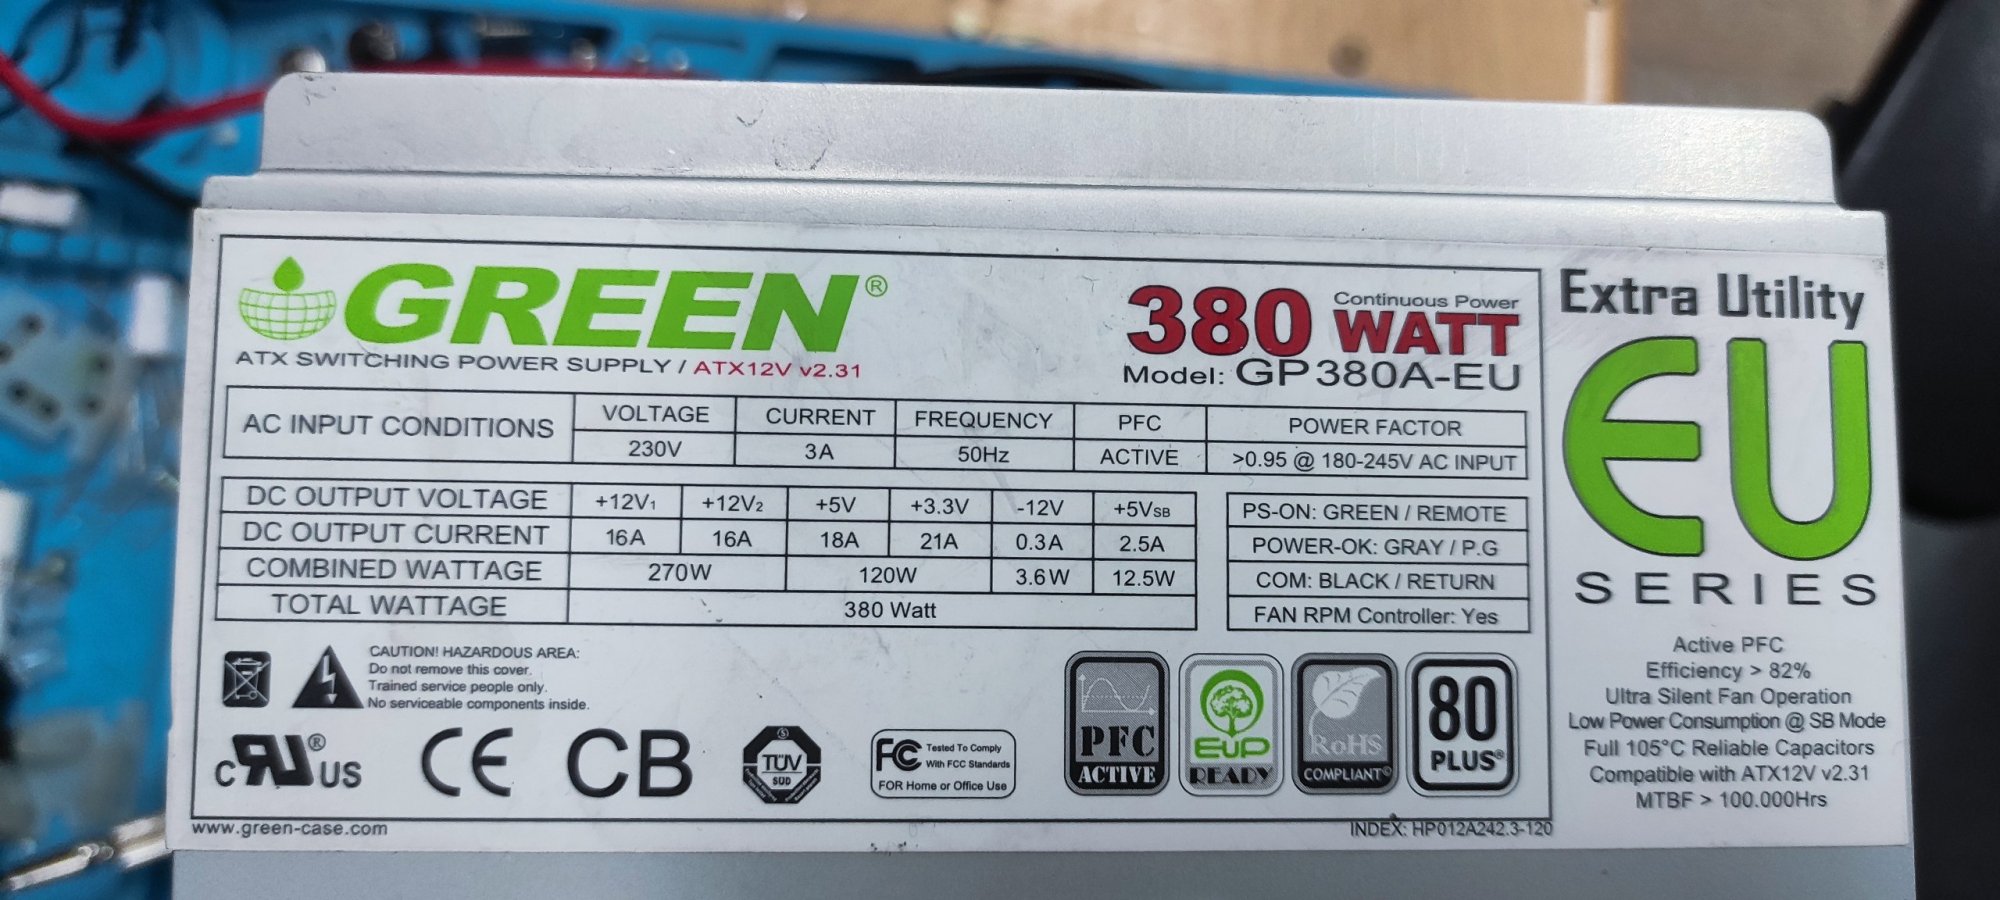 GREEN®
ATX SWITCHING POWER SUPPLY / ATX12V v2.31
380 Continuous Power
WATT
Model: GP380A-EU
AC INPUT CONDITIONS VOLTAGE CURRENT FREQUENCY PFC POWER FACTOR
230V 3A 50Hz ACTIVE >0.95 @ 180-245V AC INPUT
DC OUTPUT VOLTAGE +12V1 +12V2 +5V +3.3V -12V +5VSB
DC OUTPUT CURRENT 16A 16A 18A 21A 0.3A 2.5A
COMBINED WATTAGE 270W 120W 3.6W 12.5W
TOTAL WATTAGE 380 Watt
PS-ON: GREEN / REMOTE
POWER-OK: GRAY / P.G
COM: BLACK / RETURN
FAN RPM Controller: Yes
CAUTION! HAZARDOUS AREA:
Do not remove this cover.
Trained service people only.
No serviceable components inside.
c RU® US
CE
CB
TÜV
SÜD
FC Tested To Comply
With FCC Standards
FOR Home or Office Use
PFC
ACTIVE
EuP
READY
RoHS
COMPLIANT
80
PLUS®
www.green-case.com
INDEX: HP012A242.3-120
Extra Utility
EU
SERIES
Active PFC
Efficiency > 82%
Ultra Silent Fan Operation
Low Power Consumption @ SB Mode
Full 105°C Reliable Capacitors
Compatible with ATX12V v2.31
MTBF > 100.000Hrs